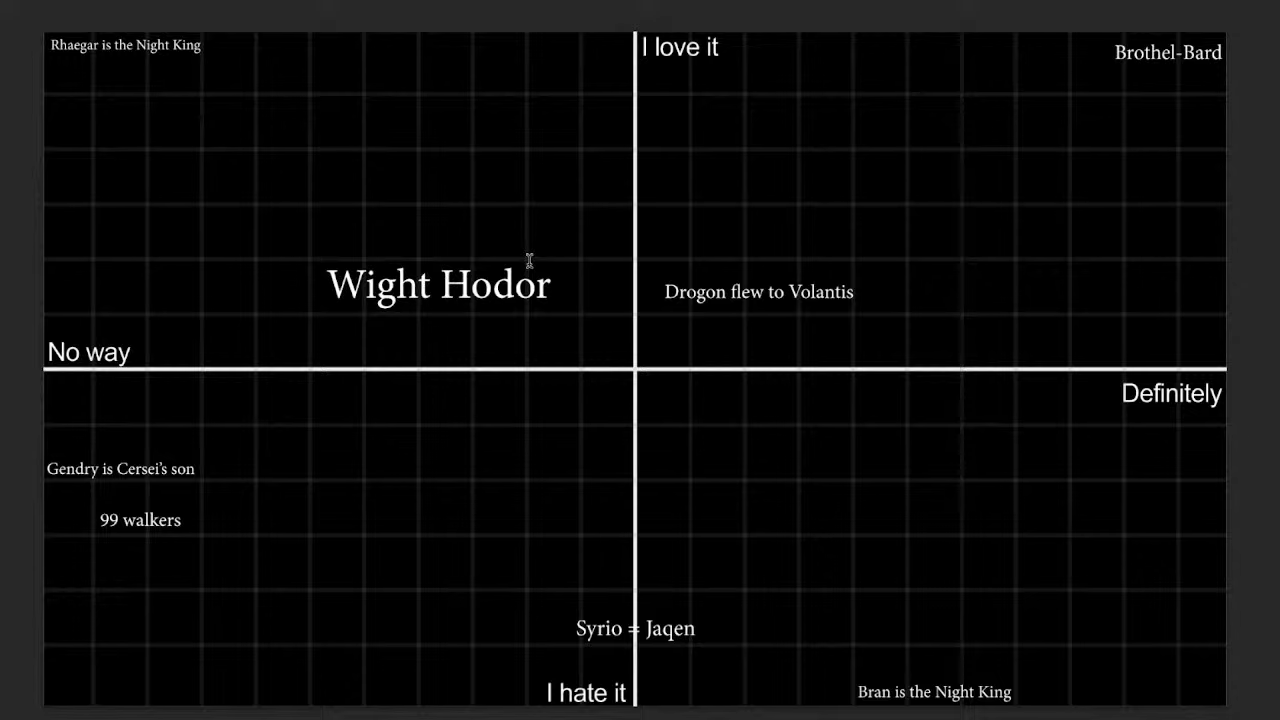 Rhaegar is the Night King
I love it
Brothel-Bard
Wight Hodor
Drogon flew to Volantis
No way
Definitely
Gendry is Cersei's son
99 walkers
Syrio = Jaqen
I hate it
Bran is the Night King